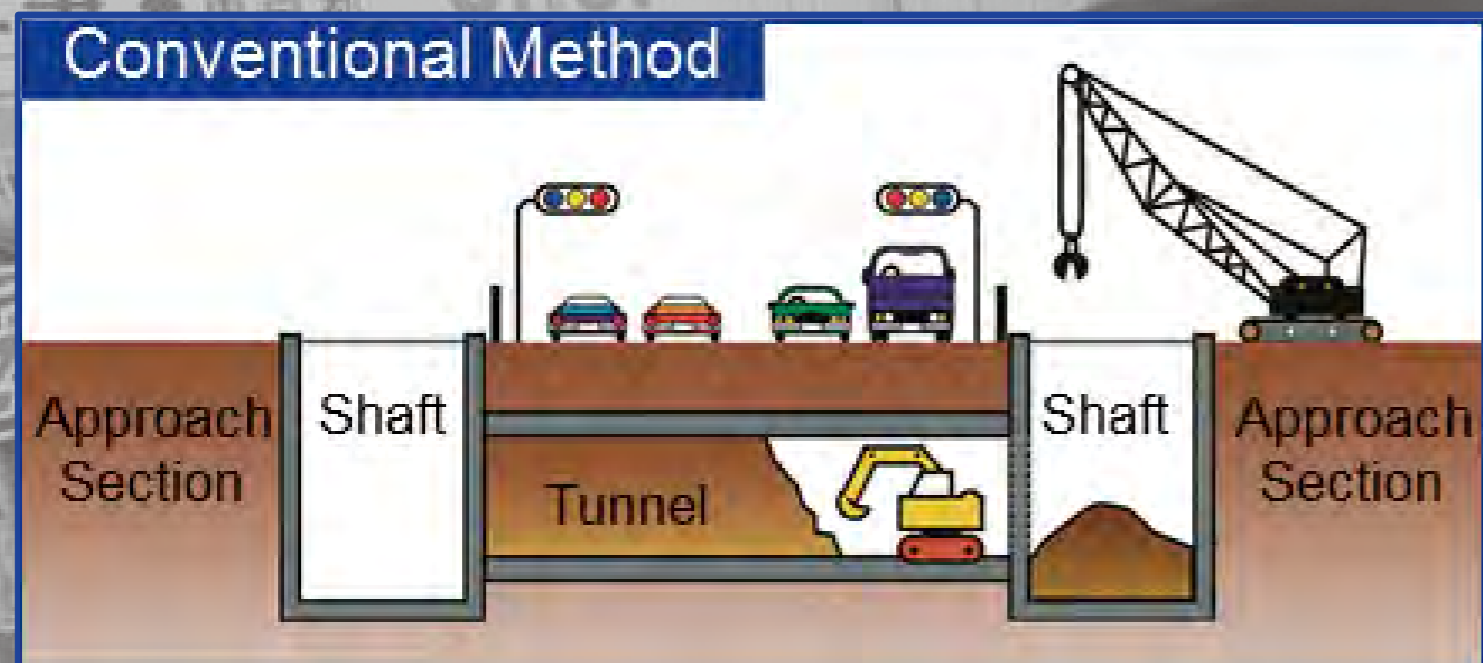 Conventional Method
Approach
Section
Shaft
Tunnel
Shaft
Approach
Section